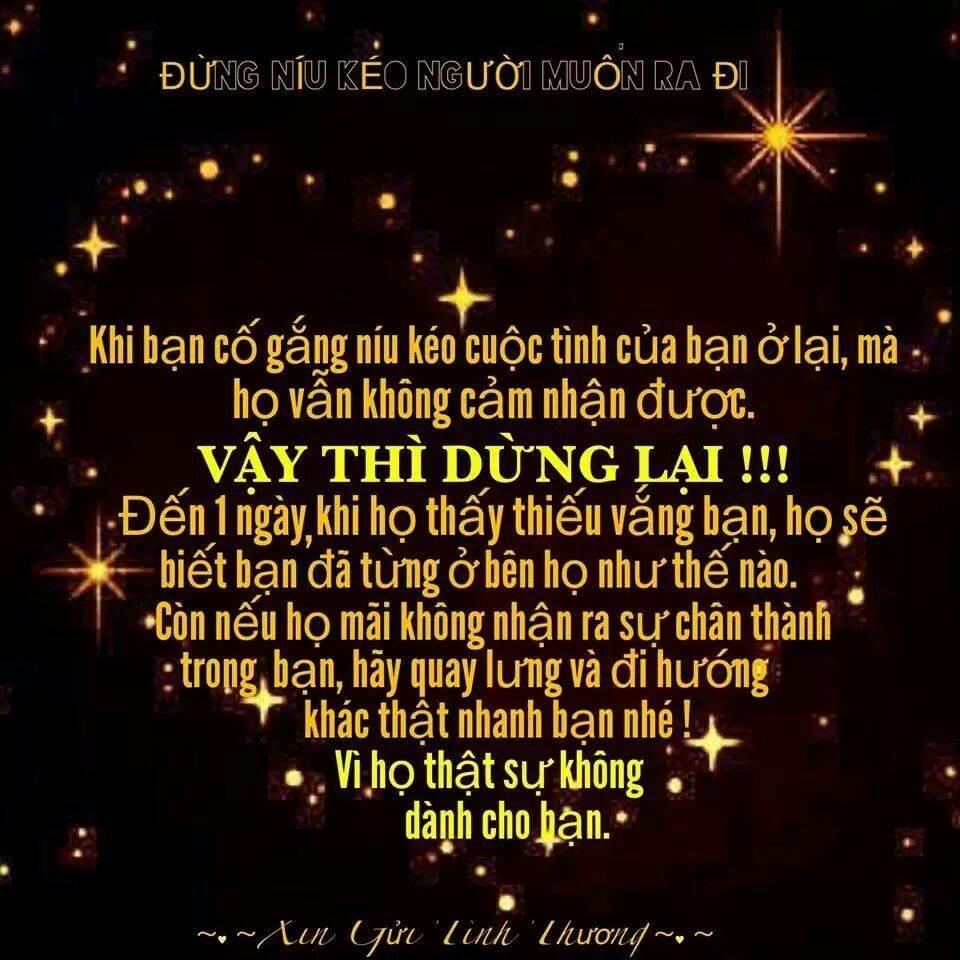 ĐỪNG NÍU KÉO NGƯỜI MUỐN RA ĐI
Khi bạn cố gắng níu kéo cuộc tình của bạn ở lại, mà
họ vẫn không cảm nhận được.
VẬY THÌ DỪNG LẠI !!!
Đến 1 ngày, khi họ thấy thiếu vắng bạn, họ sẽ
biết bạn đã từng ở bên họ như thế nào.
Còn nếu họ mãi không nhận ra sự chân thành
trong bạn, hãy quay lưng và đi hướng
khác thật nhanh bạn nhé !
Vì họ thật sự không
dành cho bạn.
~♥~Xin Gửi Tình Thương~♥~